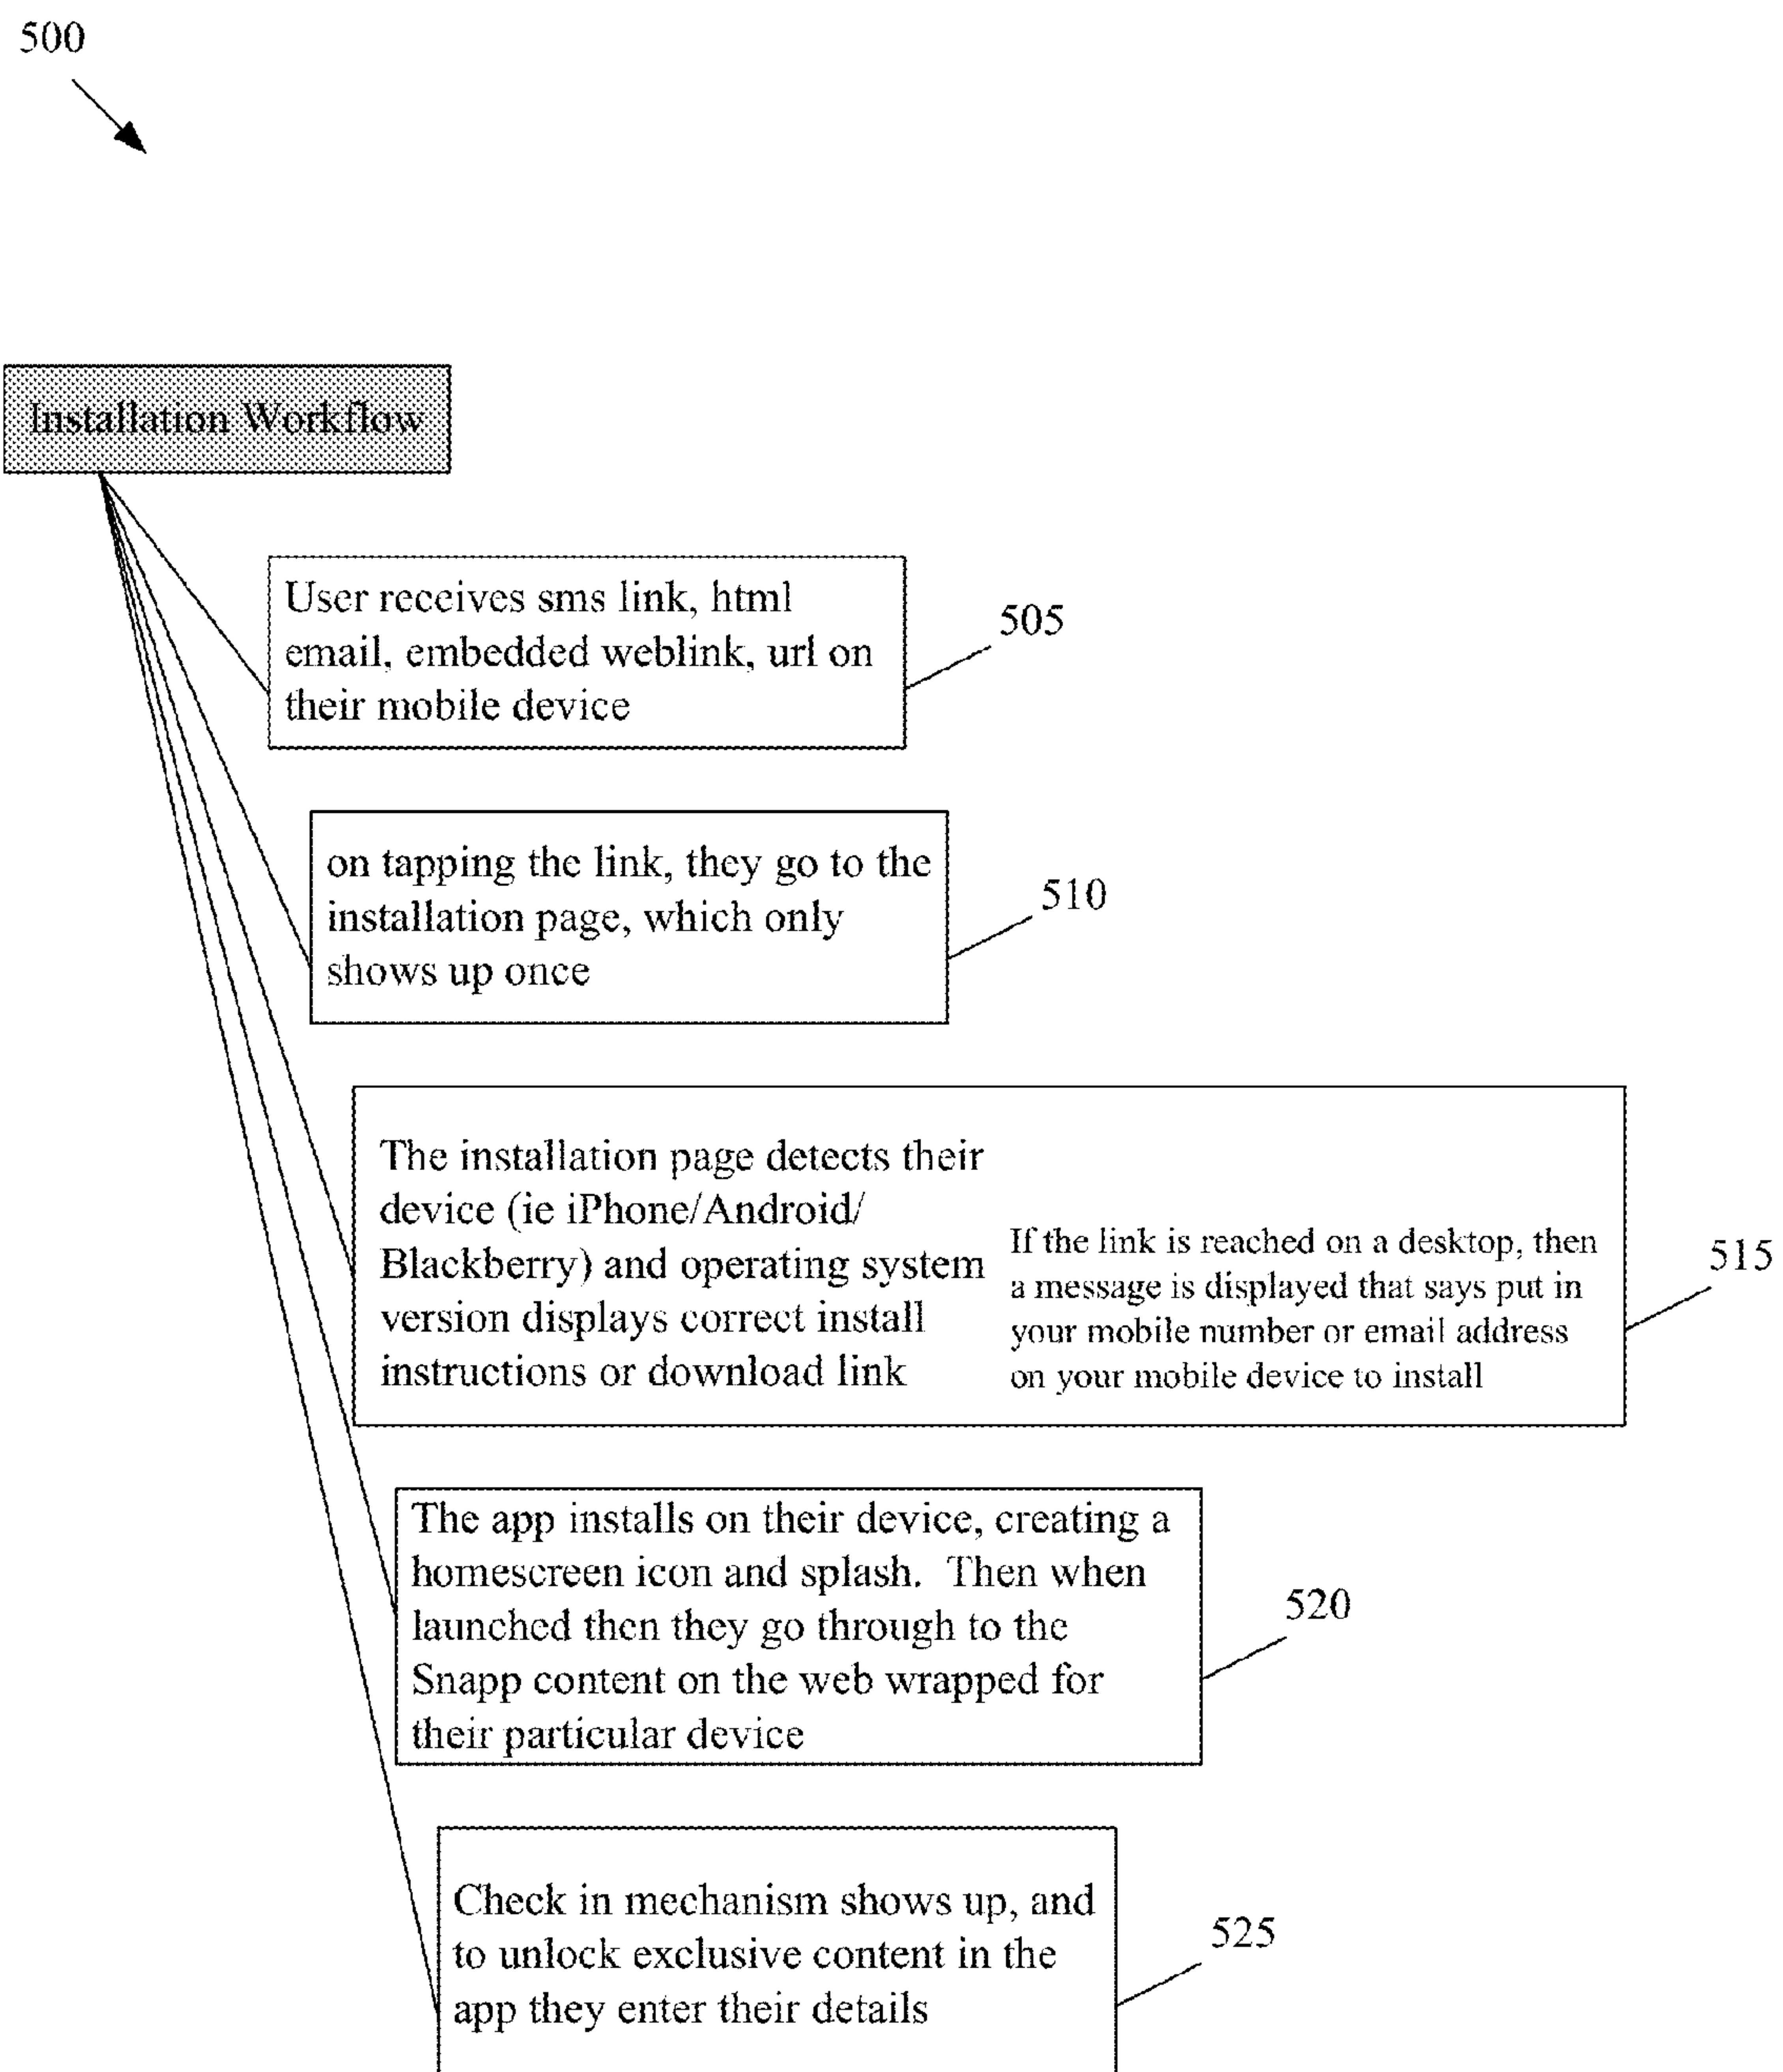 500
Installation Workflow
User receives sms link, html
email, embedded weblink, url on
their mobile device
505
on tapping the link, they go to the
installation page, which only
shows up once
510
The installation page detects their
device (ie iPhone/Android/
Blackberry) and operating system
version displays correct install
instructions or download link
If the link is reached on a desktop, then
a message is displayed that says put in
your mobile number or email address
on your mobile device to install
515
The app installs on their device, creating a
homescreen icon and splash.  Then when
launched then they go through to the
Snapp content on the web wrapped for
their particular device
520
Check in mechanism shows up, and
to unlock exclusive content in the
app they enter their details
525